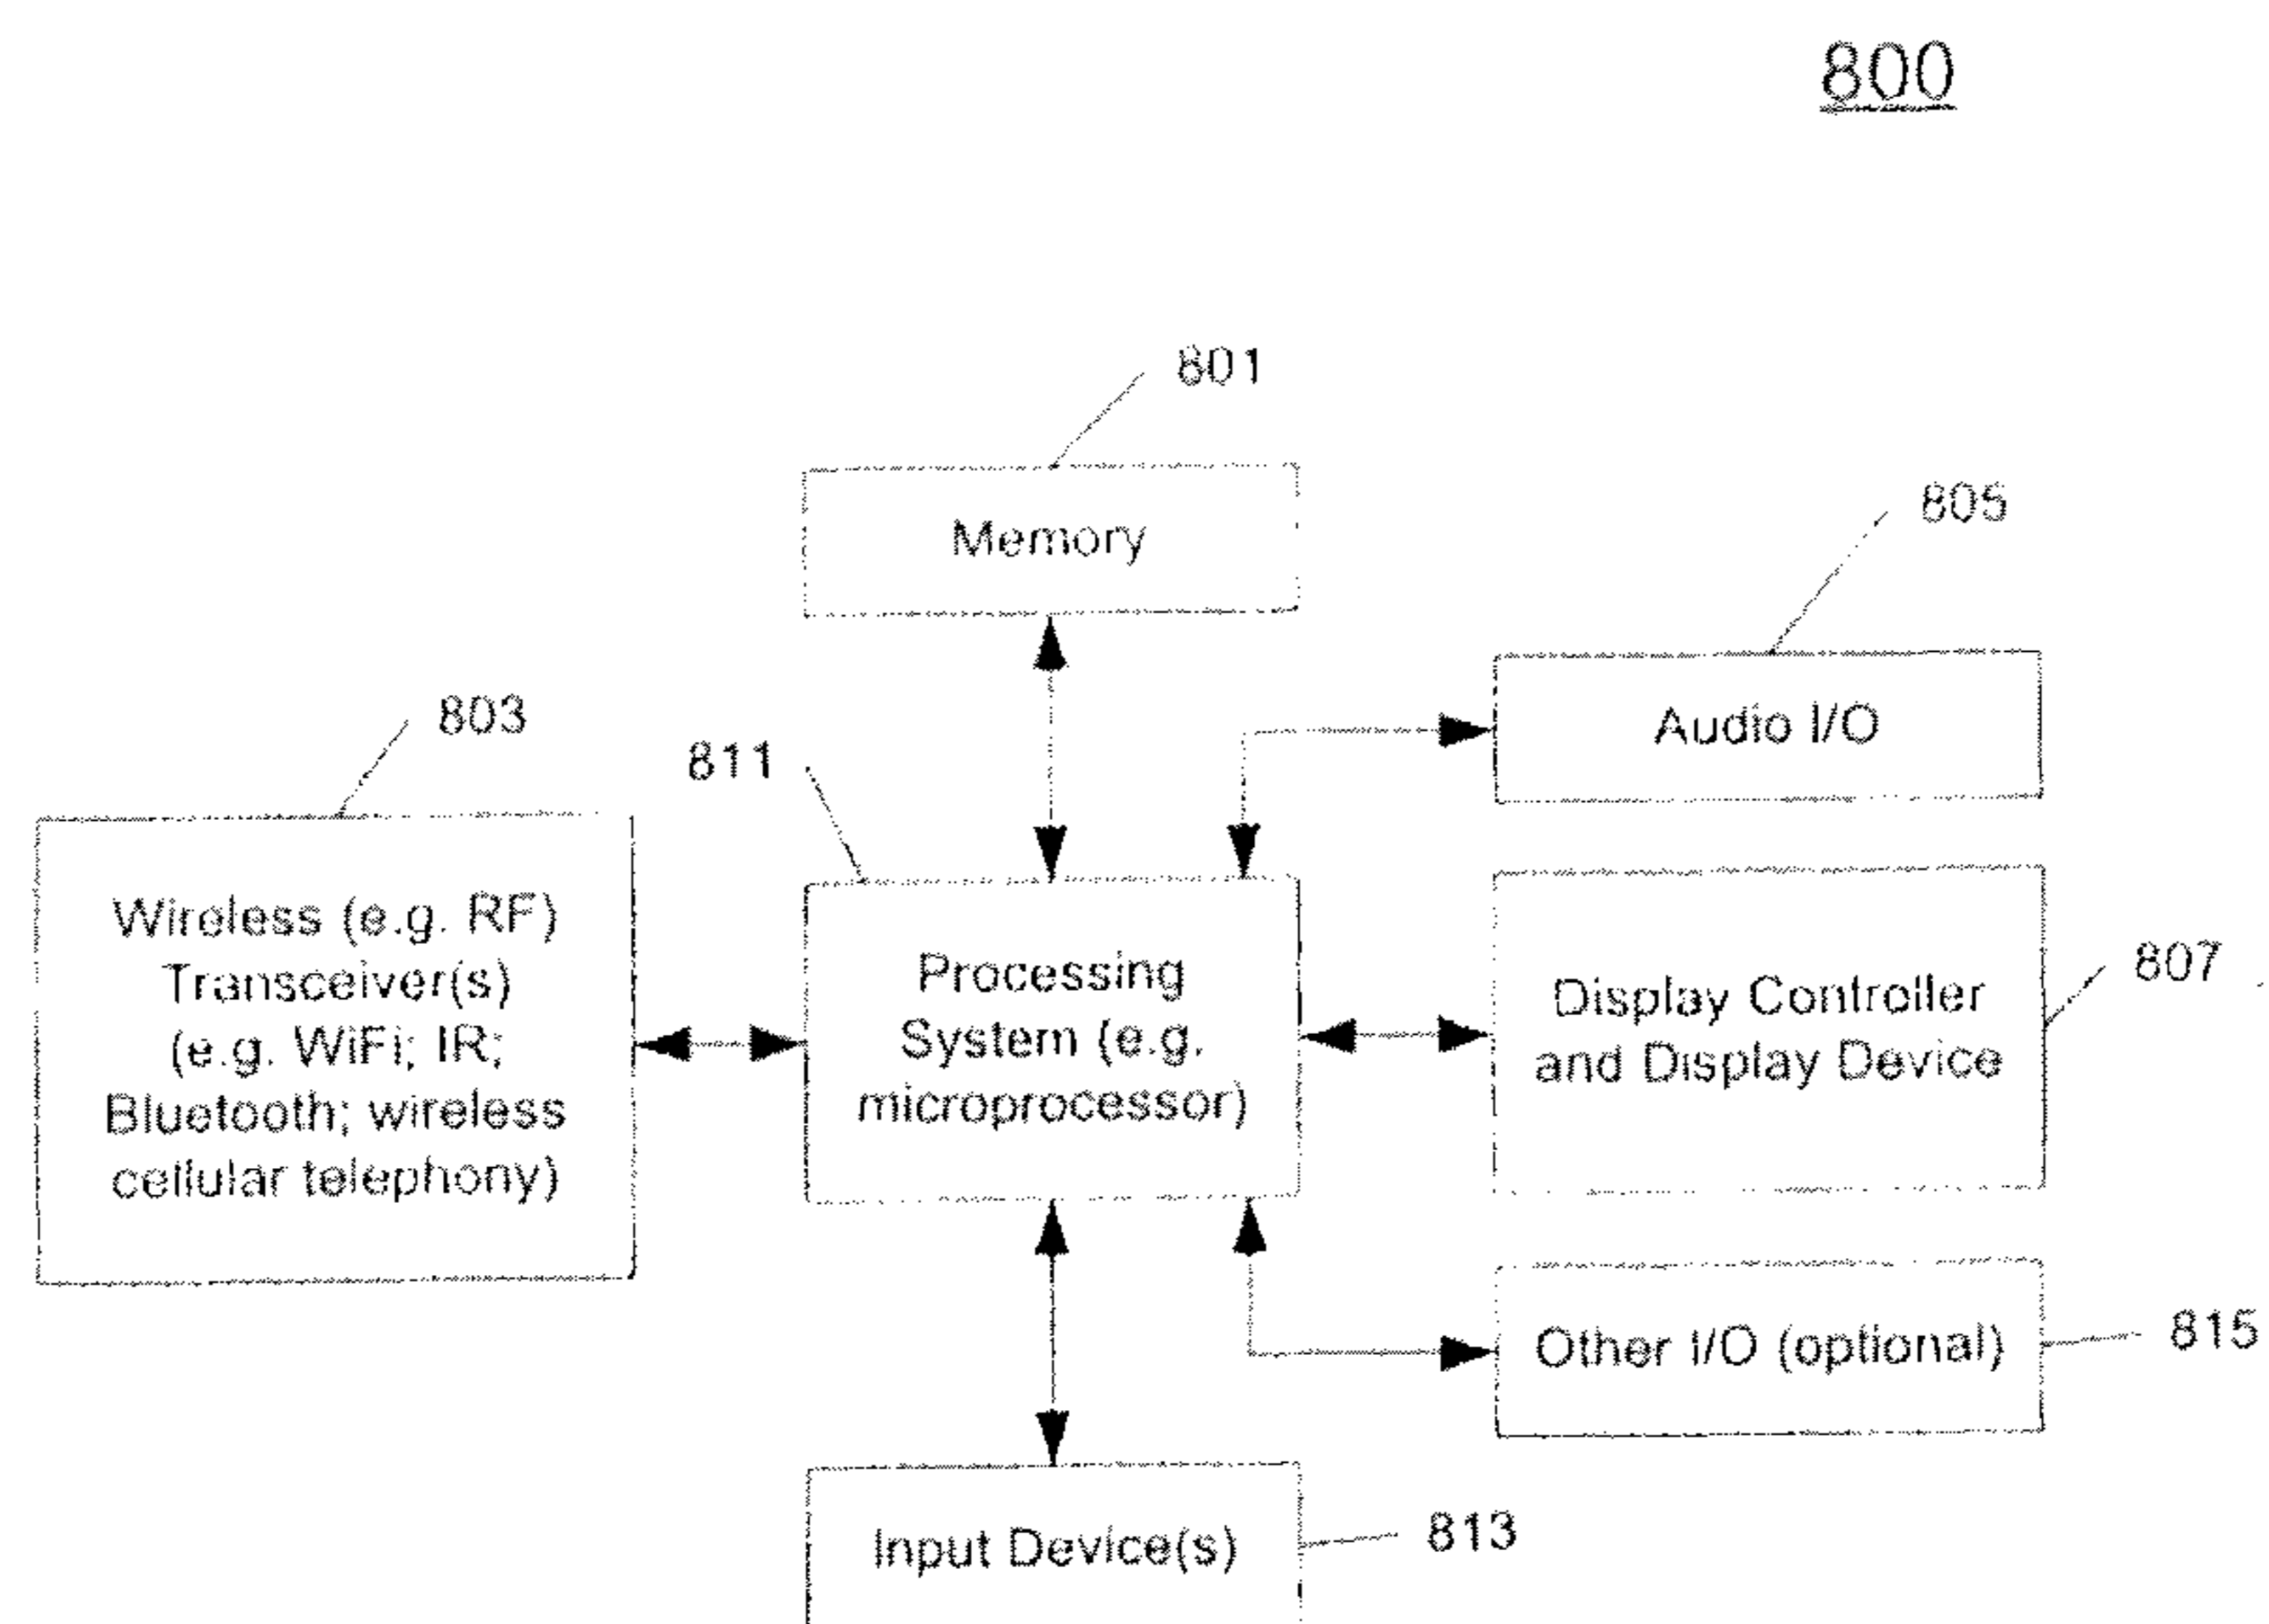 800
801
Memory
805
Audio I/O
803
811
Wireless (e.g. RF)
Transceiver(s)
(e.g. WiFi; IR;
Bluetooth; wireless
cellular telephony)
Processing
System (e.g.
microprocessor)
807
Display Controller
and Display Device
Other I/O (optional)
815
Input Device(s)
813